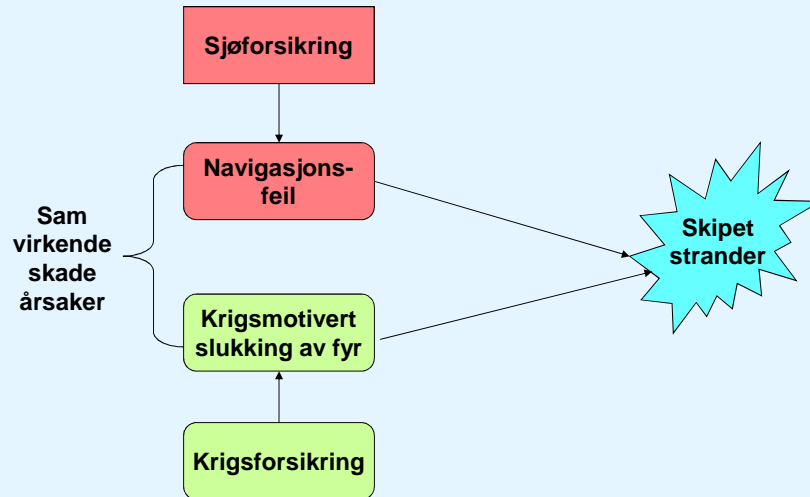 Sjøforsikring
Navigasjons-
feil
Sam
virkende
skade
årsaker
Skipet
strander
Krigsmotivert
slukking av fyr
Krigsforsikring